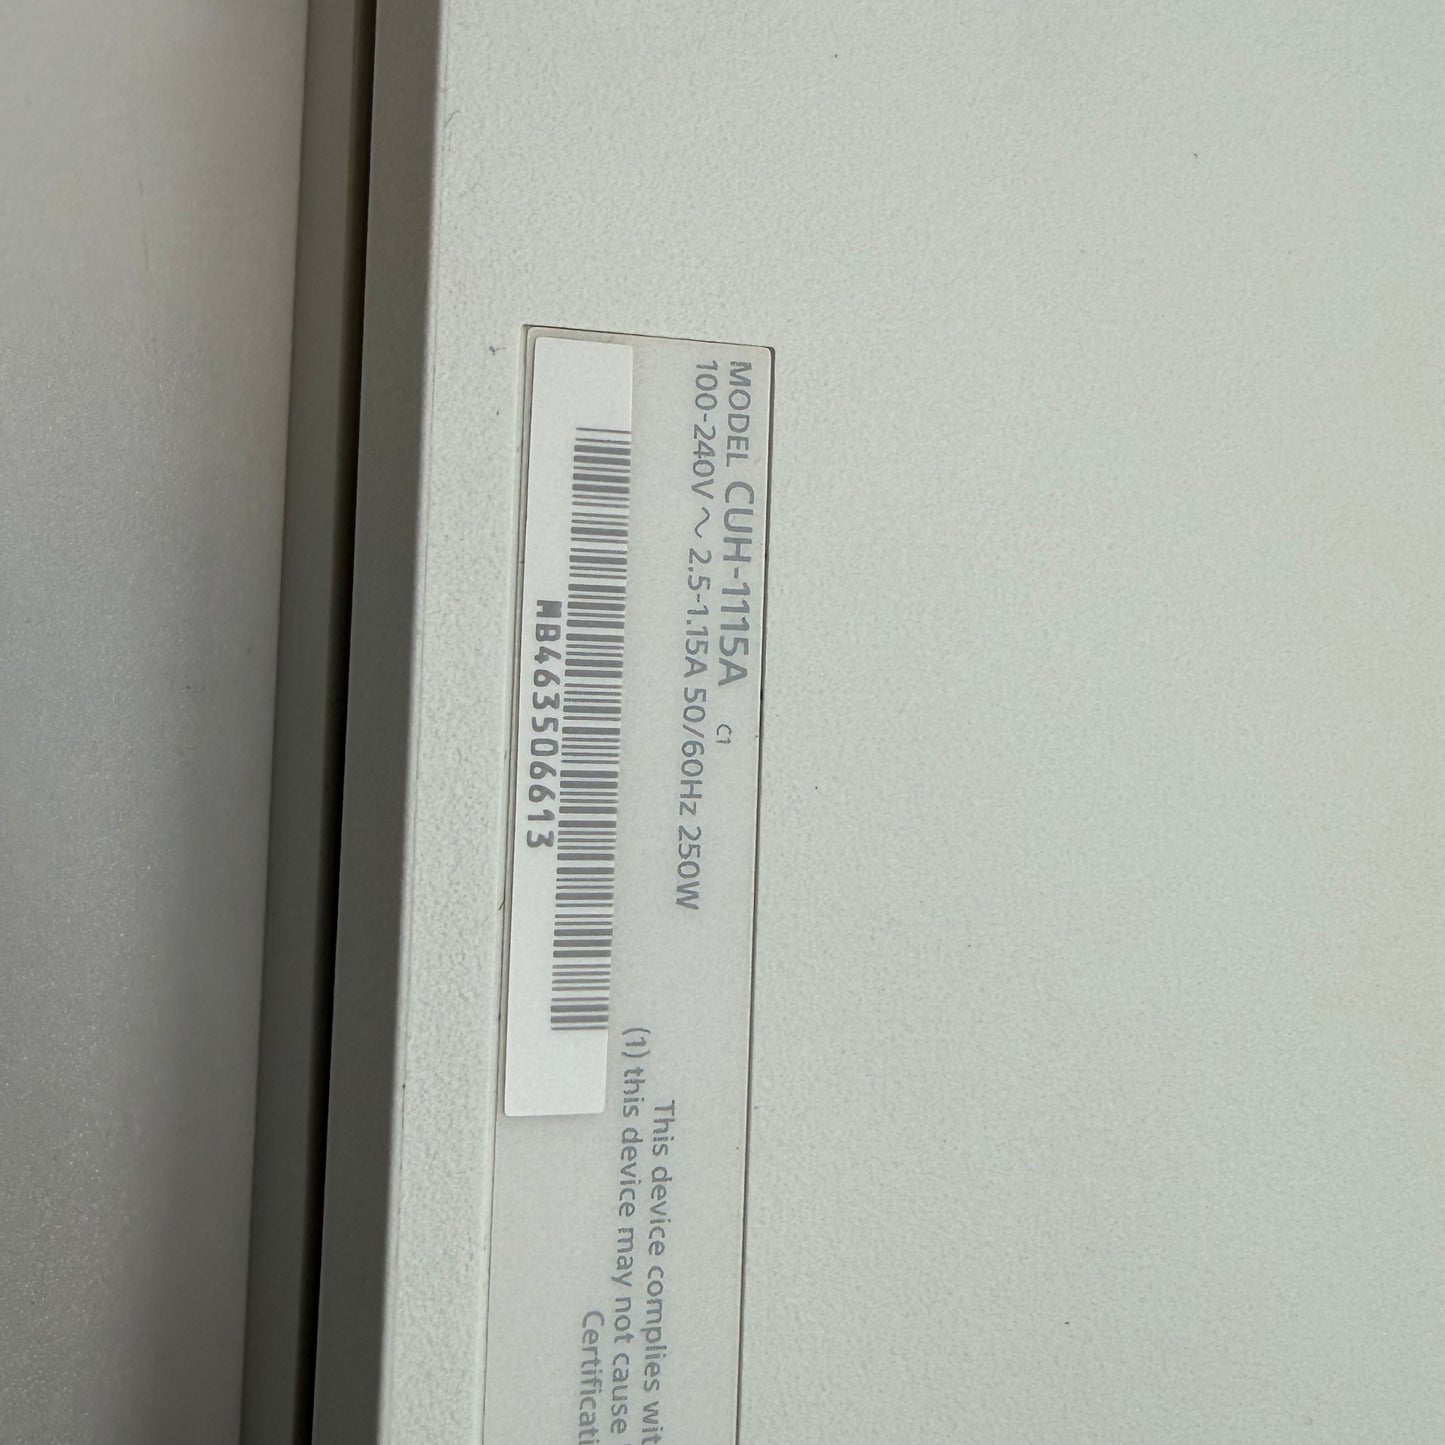 MODEL CUH-1115A C1
100-240V ～ 2.5-1.15A 50/60Hz 250W
MB463506613
This device complies wit
(1) this device may not cause
Certificati